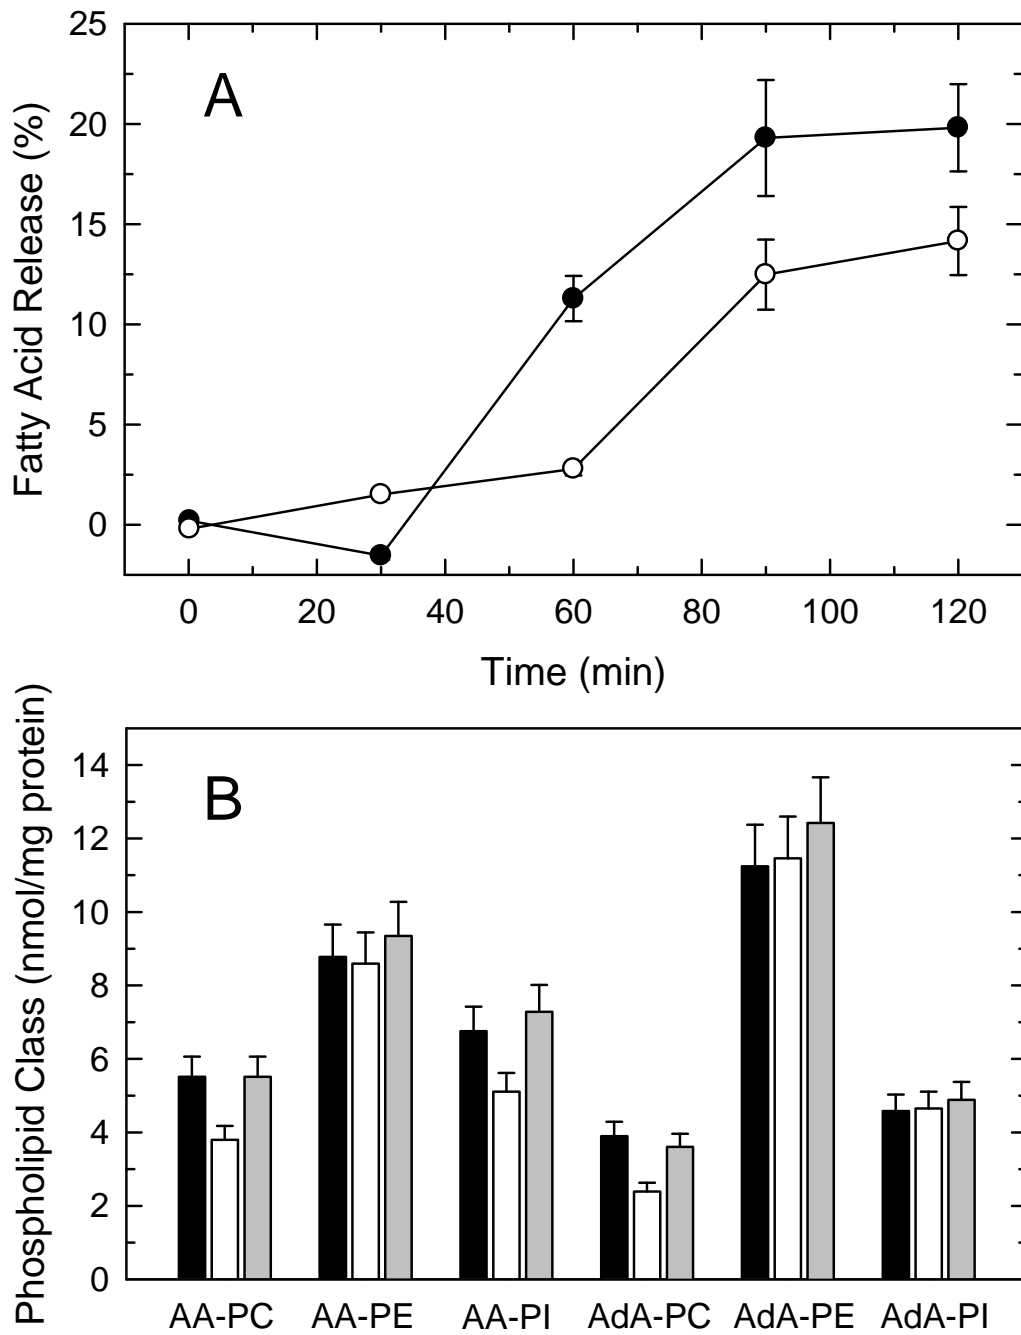 A
Fatty Acid Release (%)
25
20
15
10
5
0
0 20 40 60 80 100 120
Time (min)
B
Phospholipid Class (nmol/mg protein)
14
12
10
8
6
4
2
0
AA-PC AA-PE AA-PI AdA-PC AdA-PE AdA-PI